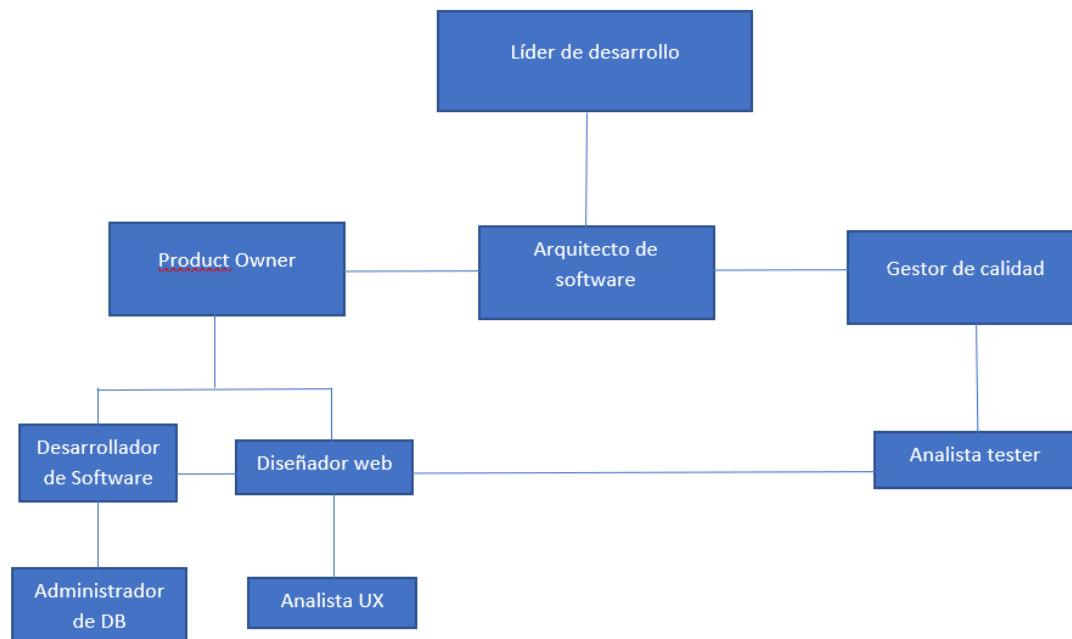 Líder de desarrollo
Product Owner
Arquitecto de
software
Gestor de calidad
Desarrollador
de Software
Diseñador web
Analista tester
Administrador
de DB
Analista UX